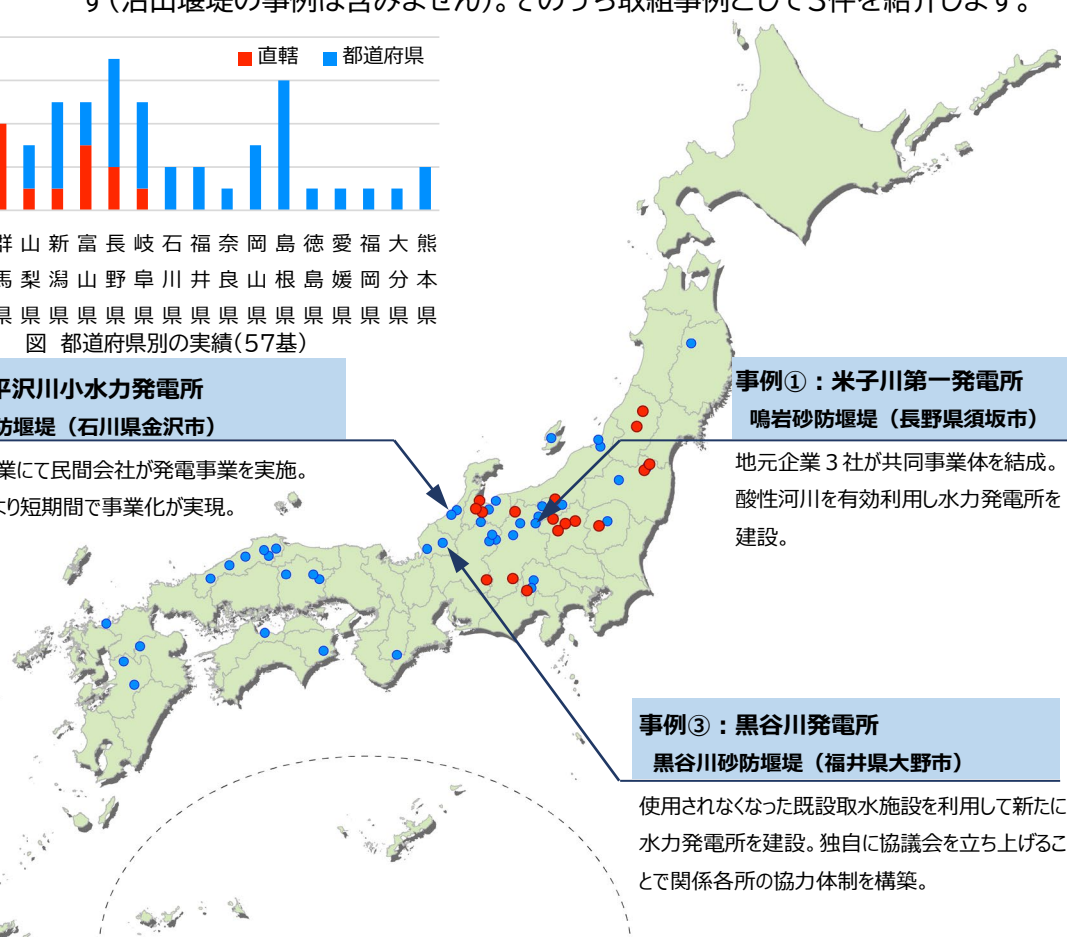 す（治山堰堤の事例は含みません）。そのうち取組事例として3件を紹介します。
直轄 都道府県
群馬県 山梨県 新潟県 富山県 長野県 岐阜県 石川県 福井県 奈良県 岡山県 島根県 徳島県 愛媛県 福岡県 大分県 熊本県
図 都道府県別の実績（57基）
平沢川小水力発電所
防堰堤（石川県金沢市）
業にて民間会社が発電事業を実施。
より短期間で事業化が実現。
事例①：米子川第一発電所
鳴岩砂防堰堤（長野県須坂市）
地元企業３社が共同事業体を結成。
酸性河川を有効利用し水力発電所を
建設。
事例③：黒谷川発電所
黒谷川砂防堰堤（福井県大野市）
使用されなくなった既設取水施設を利用して新たに
水力発電所を建設。独自に協議会を立ち上げるこ
とで関係各所の協力体制を構築。